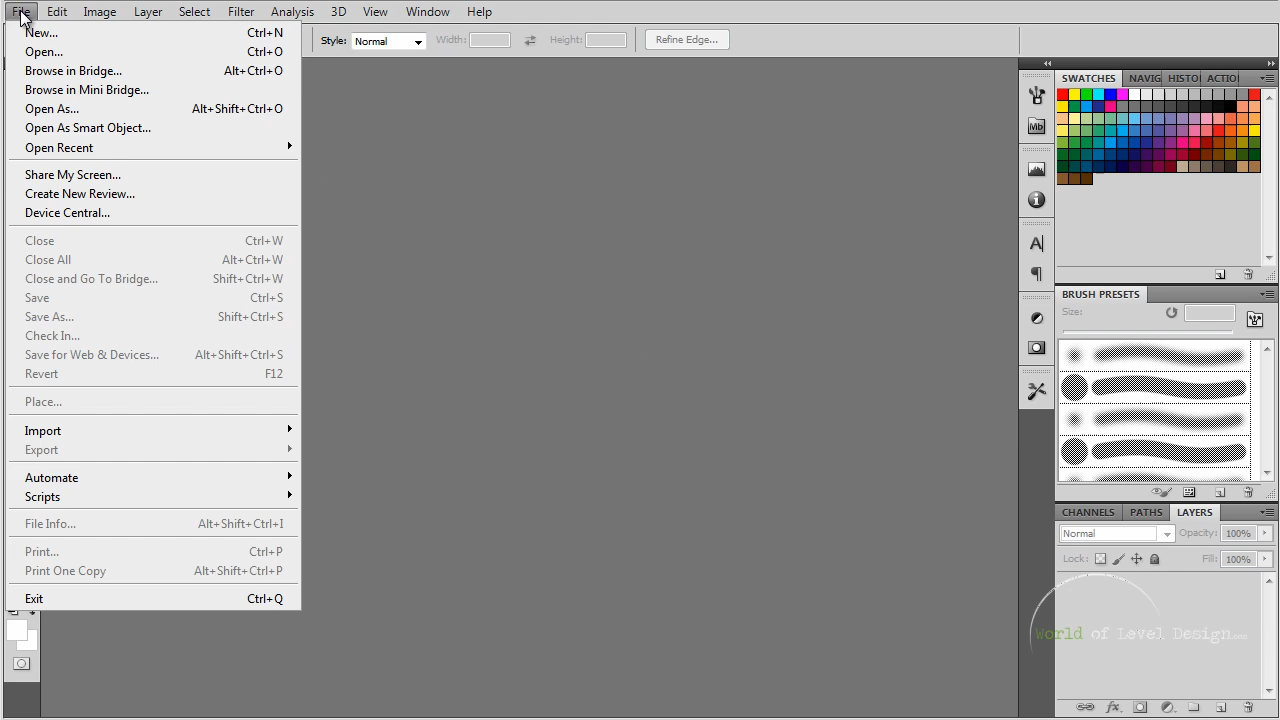 File Edit Image Layer Select Filter Analysis 3D View Window Help
Style: Normal Width: Height: Refine Edge...
New... Ctrl+N
Open... Ctrl+O
Browse in Bridge... Alt+Ctrl+O
Browse in Mini Bridge...
Open As... Alt+Shift+Ctrl+O
Open As Smart Object...
Open Recent
Share My Screen...
Create New Review...
Device Central...
Close Ctrl+W
Close All Alt+Ctrl+W
Close and Go To Bridge... Shift+Ctrl+W
Save Ctrl+S
Save As... Shift+Ctrl+S
Check In...
Save for Web & Devices... Alt+Shift+Ctrl+S
Revert F12
Place...
Import
Export
Automate
Scripts
File Info... Alt+Shift+Ctrl+I
Print... Ctrl+P
Print One Copy Alt+Shift+Ctrl+P
Exit Ctrl+Q
Mb
A
SWATCHES NAVIG HISTO ACTIO
BRUSH PRESETS
Size:
CHANNELS PATHS LAYERS
Normal Opacity: 100%
Lock: Fill: 100%
World of Level Design.com
fx